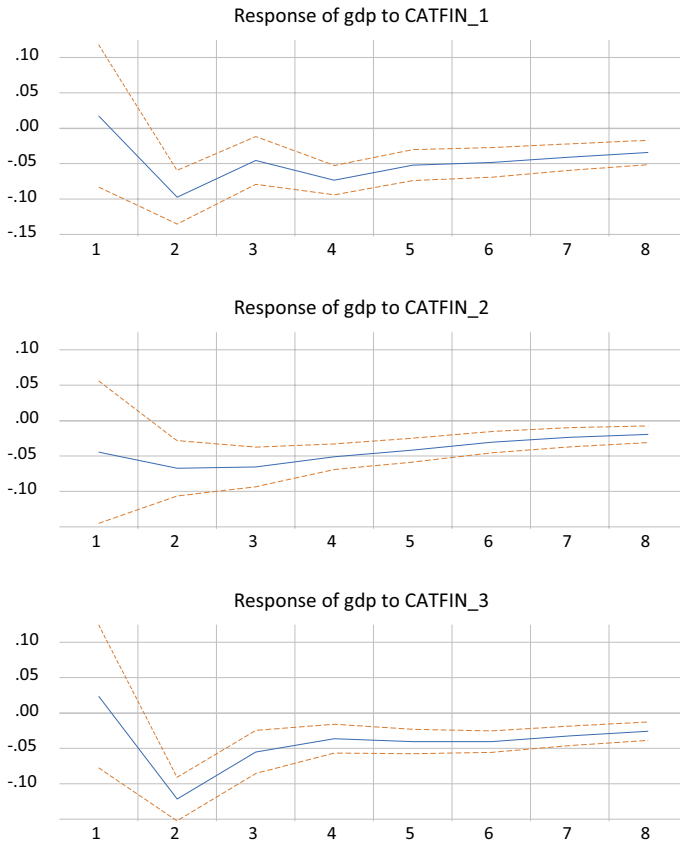 Response of gdp to CATFIN_1
.10
.05
.00
-.05
-.10
-.15
1 2 3 4 5 6 7 8
Response of gdp to CATFIN_2
.10
.05
.00
-.05
-.10
1 2 3 4 5 6 7 8
Response of gdp to CATFIN_3
.10
.05
.00
-.05
-.10
1 2 3 4 5 6 7 8